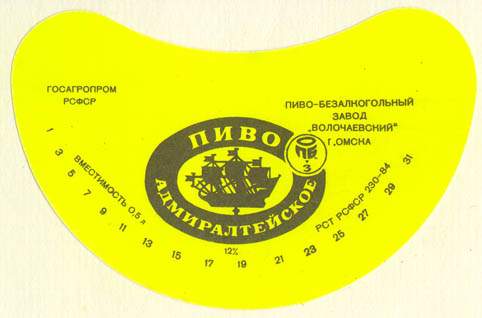 ГОСАГРОПРОМ
РСФСР
ПИВО-БЕЗАЛКОГОЛЬНЫЙ
ЗАВОД
„ВОЛОЧАЕВСКИЙ"
Г.ОМСКА
ПИВО
АДМИРАЛТЕЙСКОЕ
ПБ
З
ВМЕСТИМОСТЬ 0,5 л
12%
РСТ РСФСР 230-84
1 3 5 7 9 11 13 15 17 19 21 23 25 27 29 31